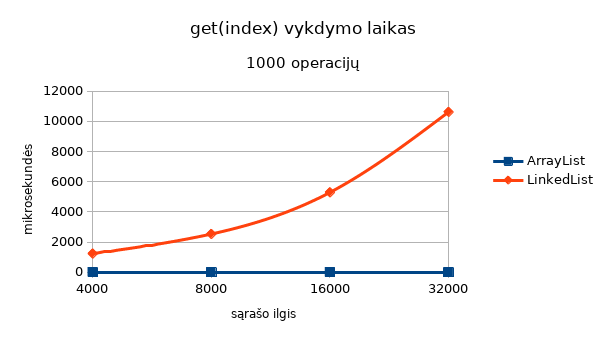 get(index) vykdymo laikas
1000 operacijų
12000
10000
8000
6000
4000
2000
0
mikrosekundės
4000 8000 16000 32000
sąrašo ilgis
ArrayList
LinkedList